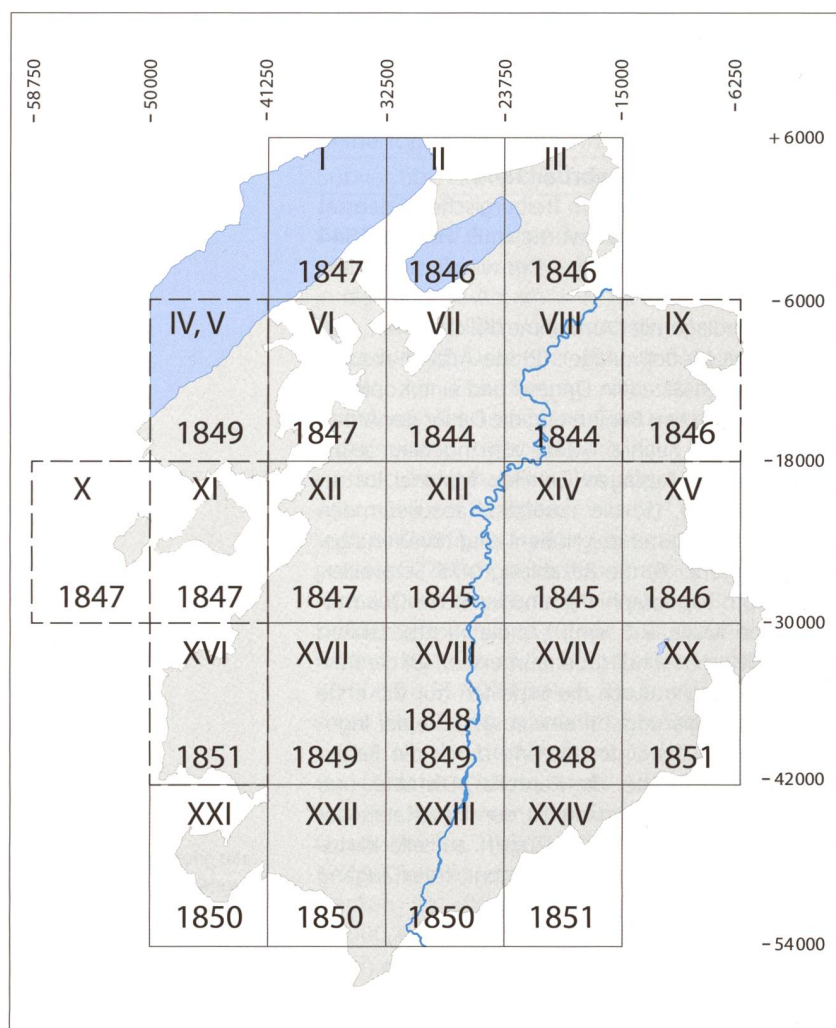 -58750 -50000 -41250 -32500 -23750 -15000 -6250
+6000
I II III
1847 1846 1846
-6000
IV, V VI VII VIII IX
1849 1847 1844 1844 1846
-18000
X XI XII XIII XIV XV
1847 1847 1847 1845 1845 1846
-30000
XVI XVII XVIII XVIV XX
1848
1851 1849 1849 1848 1851
-42000
XXI XXII XXIII XXIV
1850 1850 1850 1851
-54000